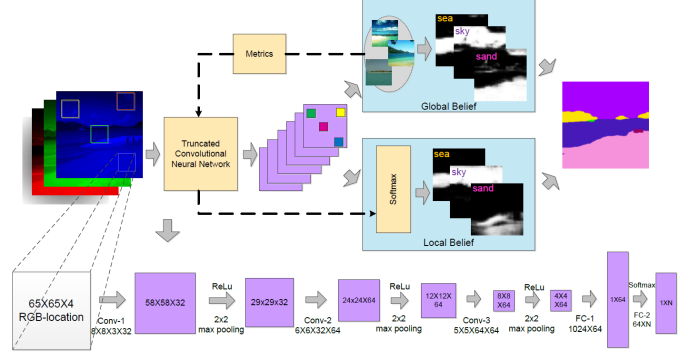 sea
sky
sand
Metrics
Global Belief
Truncated
Convolutional
Neural Network
Softmax
sea
sky
sand
Local Belief
65X65X4
RGB-location
Conv-1
8X8X3X32
58X58X32
ReLu
2x2
max pooling
29x29x32
Conv-2
6X6X32X64
24x24X64
ReLu
2x2
max pooling
12X12X
64
Conv-3
5X5X64X64
8X8
X64
ReLu
2x2
max pooling
4X4
X64
FC-1
1024X64
1X64
Softmax
FC-2
64XN
1XN